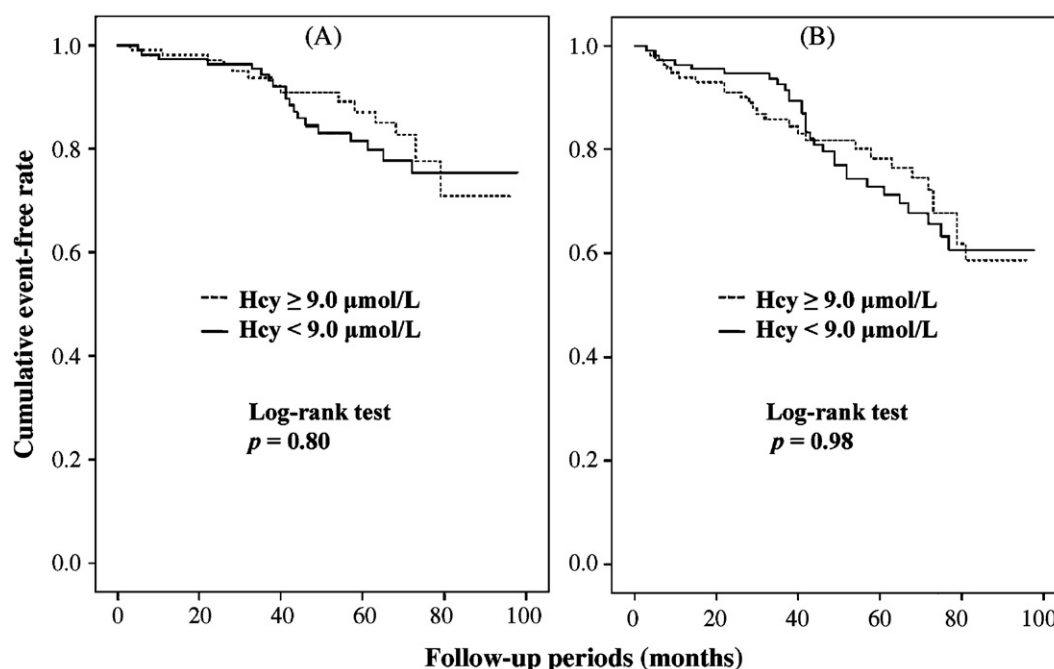 Cumulative event-free rate
(A)
1.0
0.8
0.6
0.4
0.2
0.0
Hcy ≥ 9.0 μmol/L
Hcy < 9.0 μmol/L
Log-rank test
p = 0.80
0 20 40 60 80 100
(B)
1.0
0.8
0.6
0.4
0.2
0.0
Hcy ≥ 9.0 μmol/L
Hcy < 9.0 μmol/L
Log-rank test
p = 0.98
0 20 40 60 80 100
Follow-up periods (months)